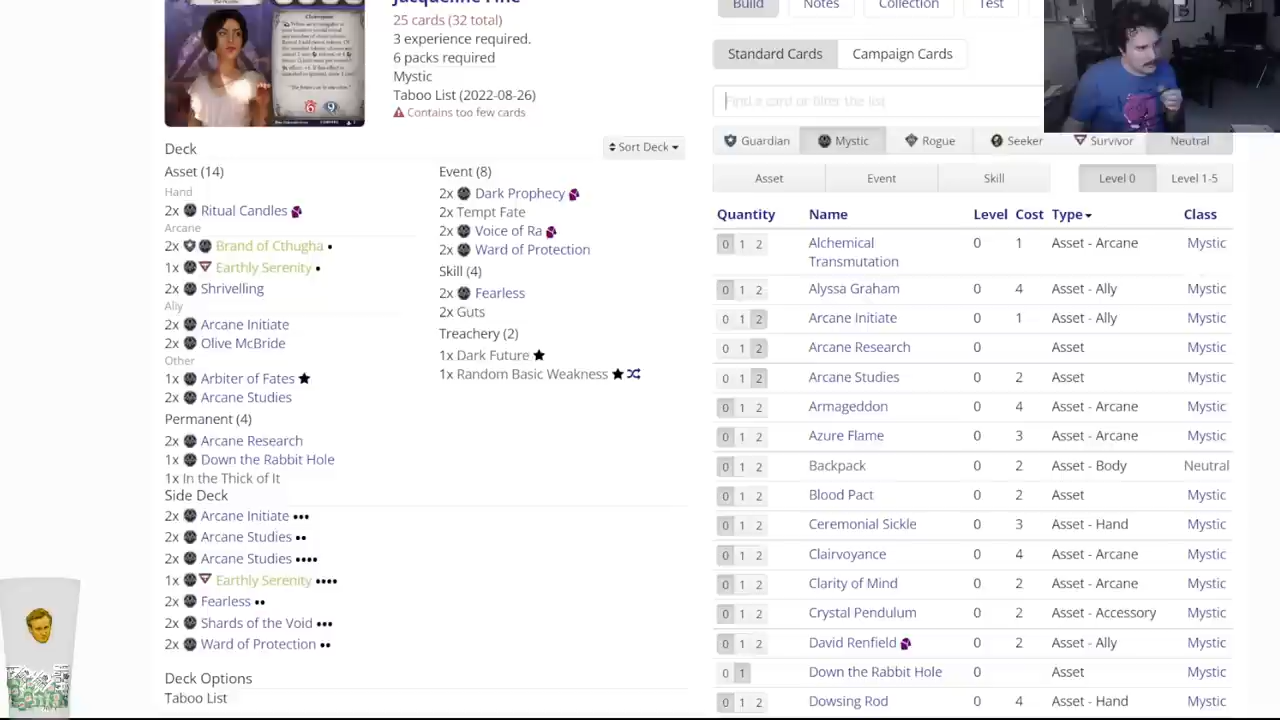 Jacqueline Fine
25 cards (32 total)
3 experience required.
6 packs required
Mystic
Taboo List (2022-08-26)
Contains too few cards
Deck
Sort Deck
Asset (14)
Hand
2x Ritual Candles
Arcane
2x Brand of Cthugha •
1x Earthly Serenity •
2x Shrivelling
Ally
2x Arcane Initiate
2x Olive McBride
Other
1x Arbiter of Fates ★
2x Arcane Studies
Permanent (4)
2x Arcane Research
1x Down the Rabbit Hole
1x In the Thick of It
Side Deck
2x Arcane Initiate •••
2x Arcane Studies ••
2x Arcane Studies ••••
1x Earthly Serenity ••••
2x Fearless ••
2x Shards of the Void •••
2x Ward of Protection ••
Deck Options
Taboo List
Event (8)
2x Dark Prophecy
2x Tempt Fate
2x Voice of Ra
2x Ward of Protection
Skill (4)
2x Fearless
2x Guts
Treachery (2)
1x Dark Future ★
1x Random Basic Weakness ★
Build Notes Collection Test
Campaign Cards
Guardian Mystic Rogue Seeker Survivor Neutral
Asset Event Skill Level 0 Level 1-5
Quantity Name Level Cost Type Class
0 1 2 Alchemical Transmutation 0 1 Asset - Arcane Mystic
0 1 2 Alyssa Graham 0 4 Asset - Ally Mystic
0 1 2 Arcane Initiate 0 1 Asset - Ally Mystic
0 1 2 Arcane Research 0 Asset Mystic
0 1 2 Arcane Studies 0 2 Asset Mystic
0 1 2 Armageddon 0 4 Asset - Arcane Mystic
0 1 2 Azure Flame 0 3 Asset - Arcane Mystic
0 1 2 Backpack 0 2 Asset - Body Neutral
0 1 2 Blood Pact 0 2 Asset Mystic
0 1 2 Ceremonial Sickle 0 3 Asset - Hand Mystic
0 1 2 Clairvoyance 0 4 Asset - Arcane Mystic
0 1 2 Clarity of Mind 0 2 Asset - Arcane Mystic
0 1 2 Crystal Pendulum 0 2 Asset - Accessory Mystic
0 1 2 David Renfield 0 2 Asset - Ally Mystic
0 1 Down the Rabbit Hole 0 Asset Mystic
0 1 2 Dowsing Rod 0 4 Asset - Hand Mystic